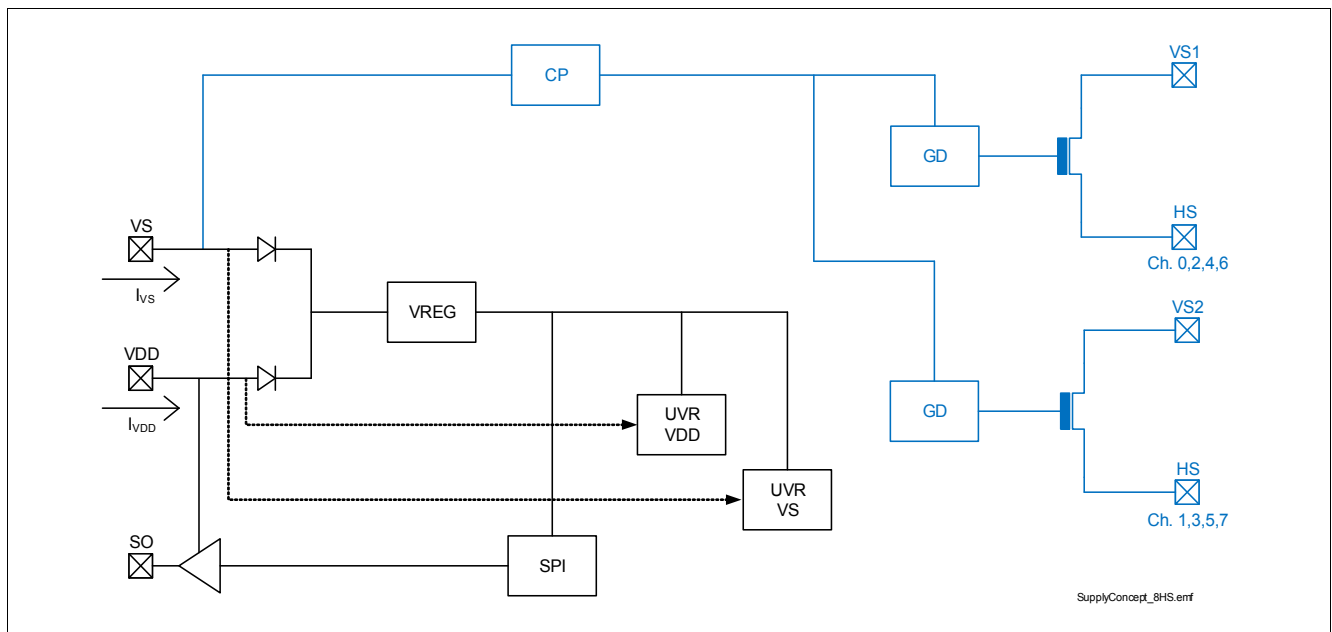 CP
VS1
GD
HS
Ch. 0,2,4,6
VS
IVS
VREG
VS2
VDD
IVDD
GD
UVR
VDD
HS
Ch. 1,3,5,7
UVR
VS
SO
SPI
SupplyConcept_8HS.emf